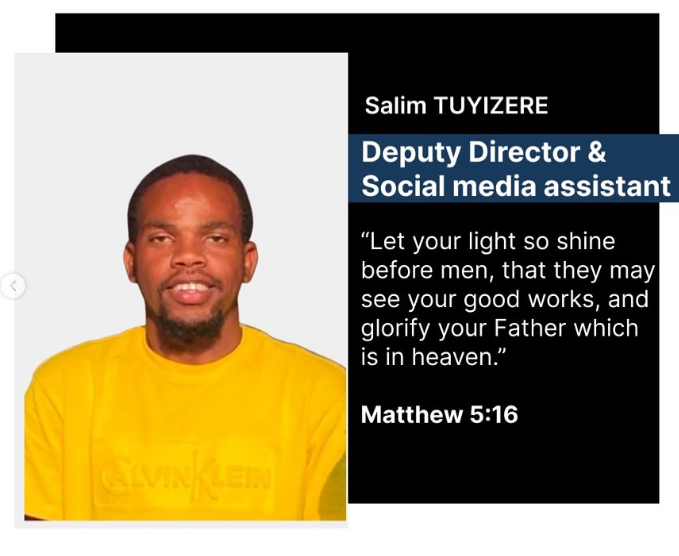 Salim TUYIZERE
Deputy Director &
Social media assistant
“Let your light so shine
before men, that they may
see your good works, and
glorify your Father which
is in heaven.”
Matthew 5:16
CALVIN KLEIN